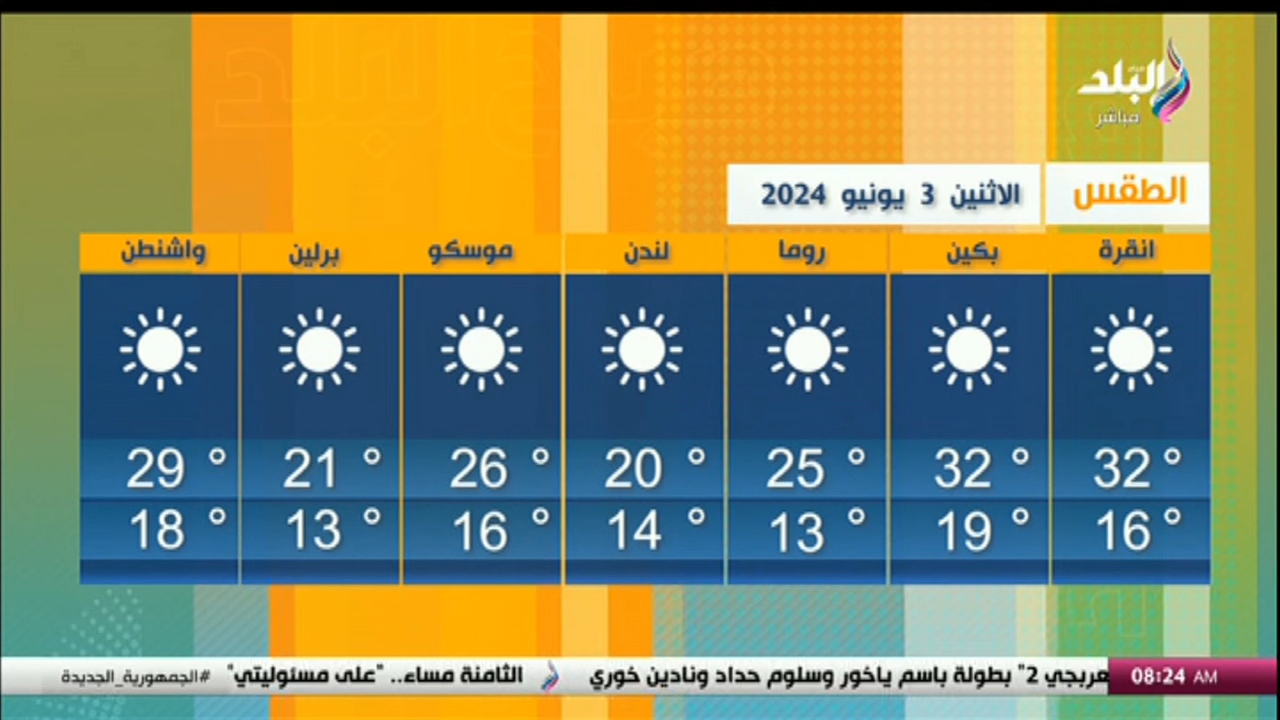 صدى البلد
مباشر
الطقس
الاثنين 3 يونيو 2024
انقرة بكين روما لندن موسكو برلين واشنطن
32° 32° 25° 20° 26° 21° 29°
16° 19° 13° 14° 16° 13° 18°
08:24 AM
عربجي 2" بطولة باسم ياخور وسلوم حداد ونادين خوري الثامنة مساء.. "على مسئوليتي" #الجمهورية_الجديدة